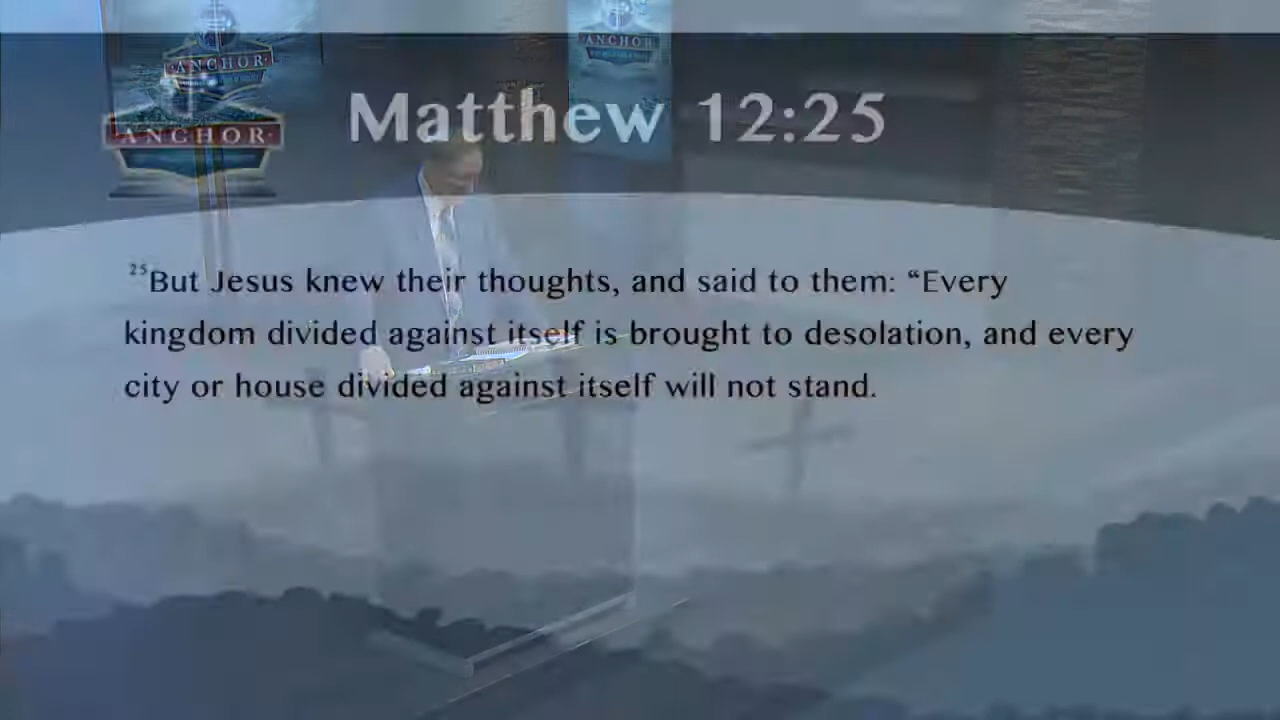 ANCHOR
ANCHOR
ANCHOR
Matthew 12:25
25But Jesus knew their thoughts, and said to them: “Every
kingdom divided against itself is brought to desolation, and every
city or house divided against itself will not stand.